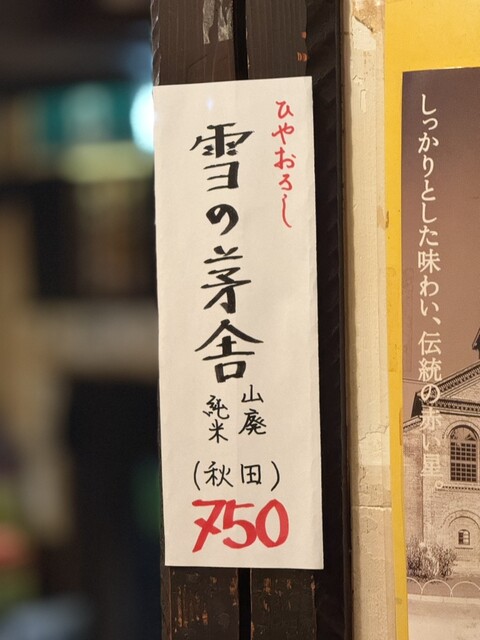 ひやおろし
雪の茅舎
山廃
純米
(秋田)
750
しっかりとした味わい、伝統の赤い星。